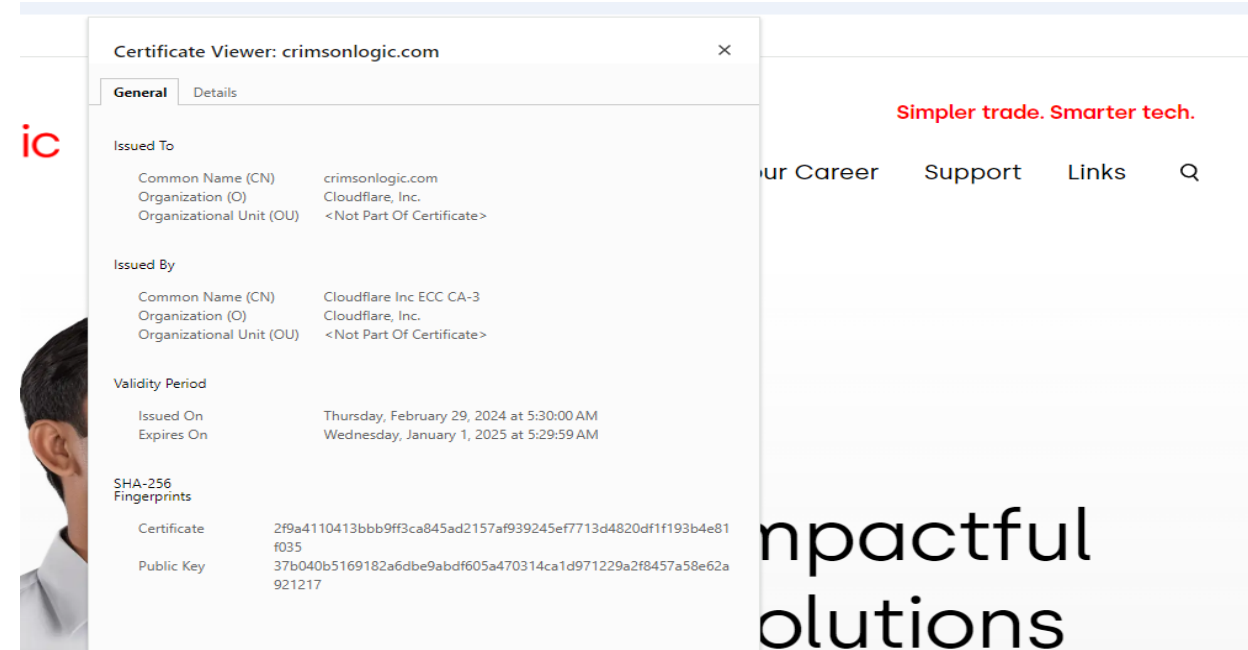 Certificate Viewer: crimsonlogic.com
General Details
Issued To
Common Name (CN) crimsonlogic.com
Organization (O) Cloudflare, Inc.
Organizational Unit (OU) <Not Part Of Certificate>
Issued By
Common Name (CN) Cloudflare Inc ECC CA-3
Organization (O) Cloudflare, Inc.
Organizational Unit (OU) <Not Part Of Certificate>
Validity Period
Issued On Thursday, February 29, 2024 at 5:30:00 AM
Expires On Wednesday, January 1, 2025 at 5:29:59 AM
SHA-256
Fingerprints
Certificate 2f9a4110413bbb9ff3ca845ad2157af939245ef7713d4820df1f193b4e81
f035
Public Key 37b040b5169182a6dbe9abdf605a470314ca1d971229a2f8457a58e62a
921217
ic
Simpler trade. Smarter tech.
ur Career Support Links
mpactful
olutions